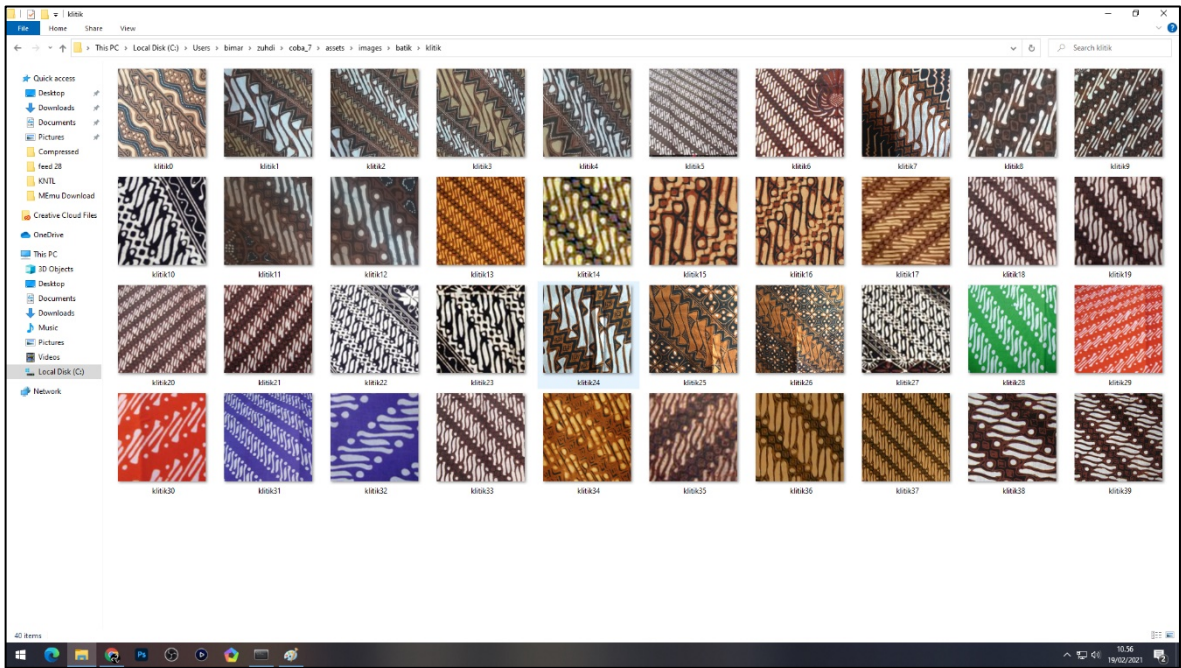 klitik
File Home Share View
This PC > Local Disk (C:) > Users > bimar > zuhdi > coba_7 > assets > images > batik > klitik
Search klitik
Quick access
Desktop
Downloads
Documents
Pictures
Compressed
feed 28
KNTL
MEmu Download
Creative Cloud Files
OneDrive
This PC
3D Objects
Desktop
Documents
Downloads
Music
Pictures
Videos
Local Disk (C:)
Network
klitik0 klitik1 klitik2 klitik3 klitik4 klitik5 klitik6 klitik7 klitik8 klitik9
klitik10 klitik11 klitik12 klitik13 klitik14 klitik15 klitik16 klitik17 klitik18 klitik19
klitik20 klitik21 klitik22 klitik23 klitik24 klitik25 klitik26 klitik27 klitik28 klitik29
klitik30 klitik31 klitik32 klitik33 klitik34 klitik35 klitik36 klitik37 klitik38 klitik39
40 items
Ps
10.56
19/02/2021
2